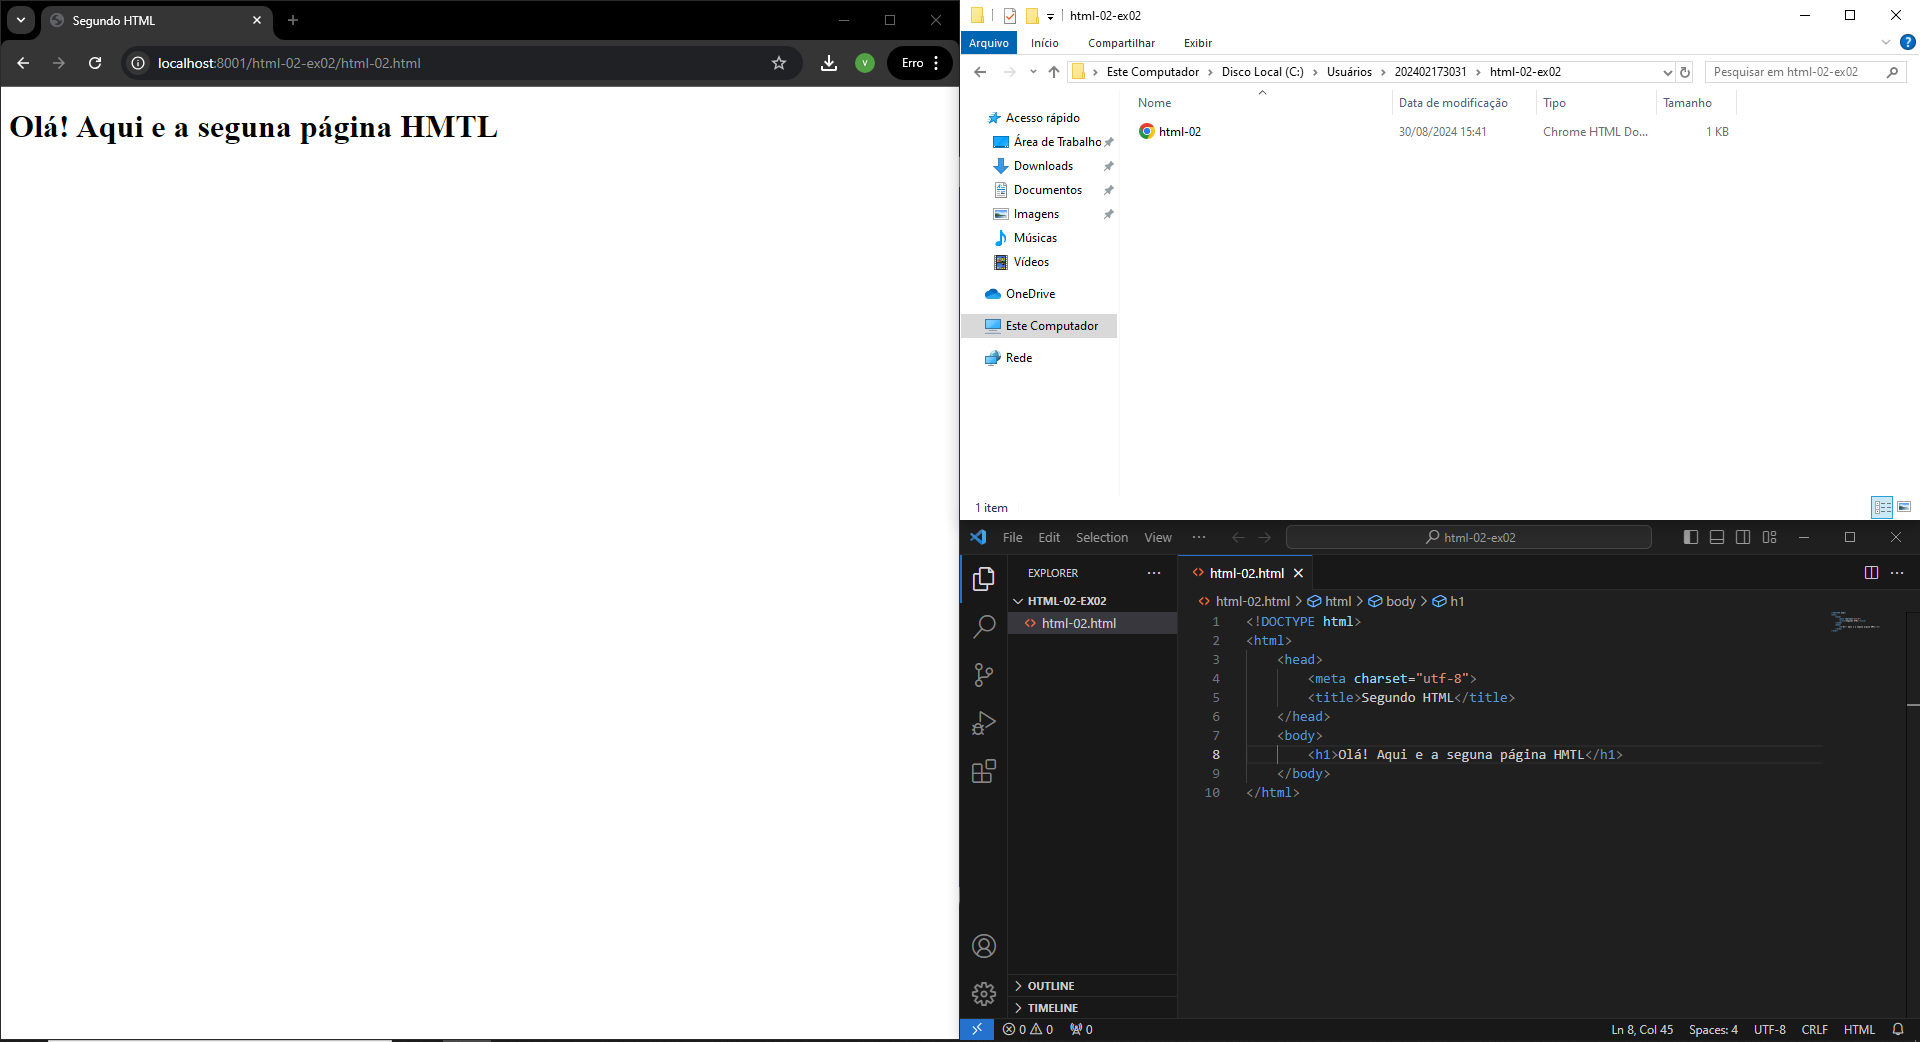 Segundo HTML
localhost:8001/html-02-ex02/html-02.html
V
Erro
Olá! Aqui e a seguna página HMTL
html-02-ex02
Arquivo
Início
Compartilhar
Exibir
?
Este Computador
Disco Local (C:)
Usuários
202402173031
html-02-ex02
Pesquisar em html-02-ex02
Nome
Data de modificação
Tipo
Tamanho
Acesso rápido
Área de Trabalho
Downloads
Documentos
Imagens
Músicas
Vídeos
OneDrive
Este Computador
Rede
html-02
30/08/2024 15:41
Chrome HTML Do...
1 KB
1 item
File Edit Selection View ...
html-02-ex02
EXPLORER
HTML-02-EX02
html-02.html
OUTLINE
TIMELINE
html-02.html
html-02.html > html > body > h1
1 <!DOCTYPE html>
2 <html>
3 <head>
4 <meta charset="utf-8">
5 <title>Segundo HTML</title>
6 </head>
7 <body>
8 <h1>Olá! Aqui e a seguna página HMTL</h1>
9 </body>
10 </html>
0 0 0
Ln 8, Col 45 Spaces: 4 UTF-8 CRLF HTML